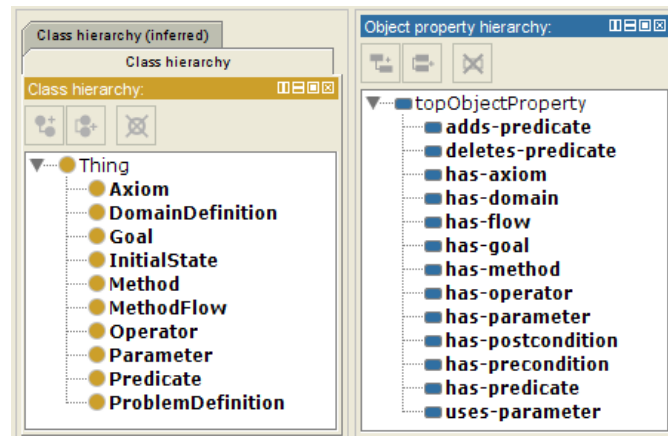 Class hierarchy (inferred)
Class hierarchy
Class hierarchy:
Thing
Axiom
DomainDefinition
Goal
InitialState
Method
MethodFlow
Operator
Parameter
Predicate
ProblemDefinition
Object property hierarchy:
topObjectProperty
adds-predicate
deletes-predicate
has-axiom
has-domain
has-flow
has-goal
has-method
has-operator
has-parameter
has-postcondition
has-precondition
has-predicate
uses-parameter